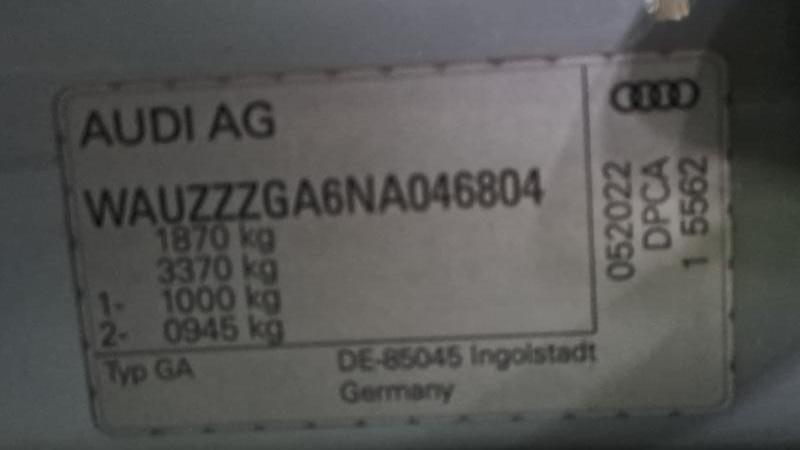 AUDI AG
WAUZZZGA6NA046804
1870 kg
3370 kg
1- 1000 kg
2- 0945 kg
Typ GA
DE-85045 Ingolstadt
Germany
052022
DPCA
1 5562